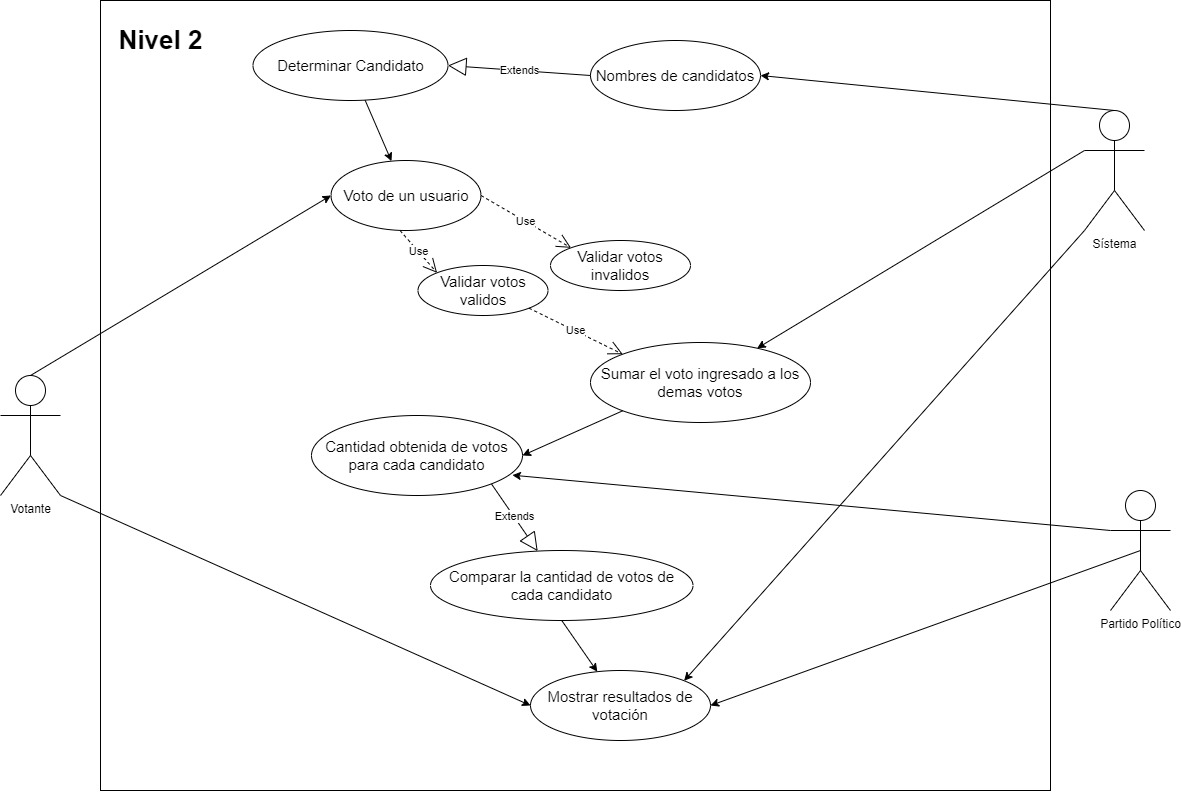 Nivel 2
Determinar Candidato
Extends
Nombres de candidatos
Voto de un usuario
Use
Use
Validar votos
invalidos
Validar votos
validos
Sístema
Use
Sumar el voto ingresado a los
demas votos
Cantidad obtenida de votos
para cada candidato
Votante
Extends
Comparar la cantidad de votos de
cada candidato
Partido Político
Mostrar resultados de
votación